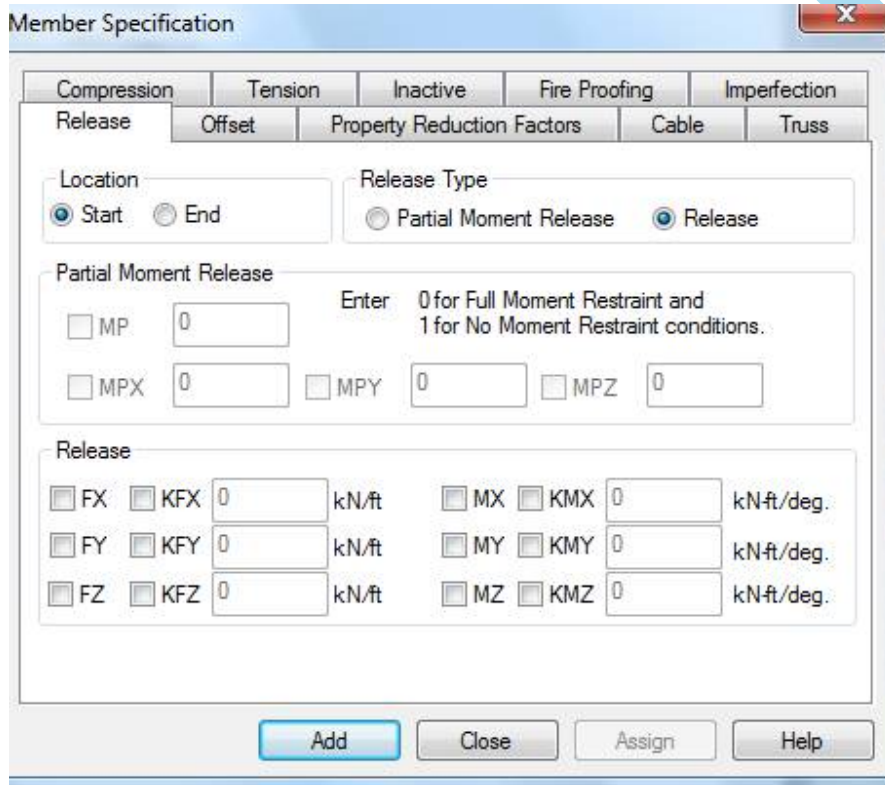 Member Specification
X
Compression Tension Inactive Fire Proofing Imperfection
Release Offset Property Reduction Factors Cable Truss
Location Release Type
Start End Partial Moment Release Release
Partial Moment Release
MP 0 Enter 0 for Full Moment Restraint and
1 for No Moment Restraint conditions.
MPX 0 MPY 0 MPZ 0
Release
FX KFX 0 kN/ft MX KMX 0 kN-ft/deg.
FY KFY 0 kN/ft MY KMY 0 kN-ft/deg.
FZ KFZ 0 kN/ft MZ KMZ 0 kN-ft/deg.
Add Close Assign Help